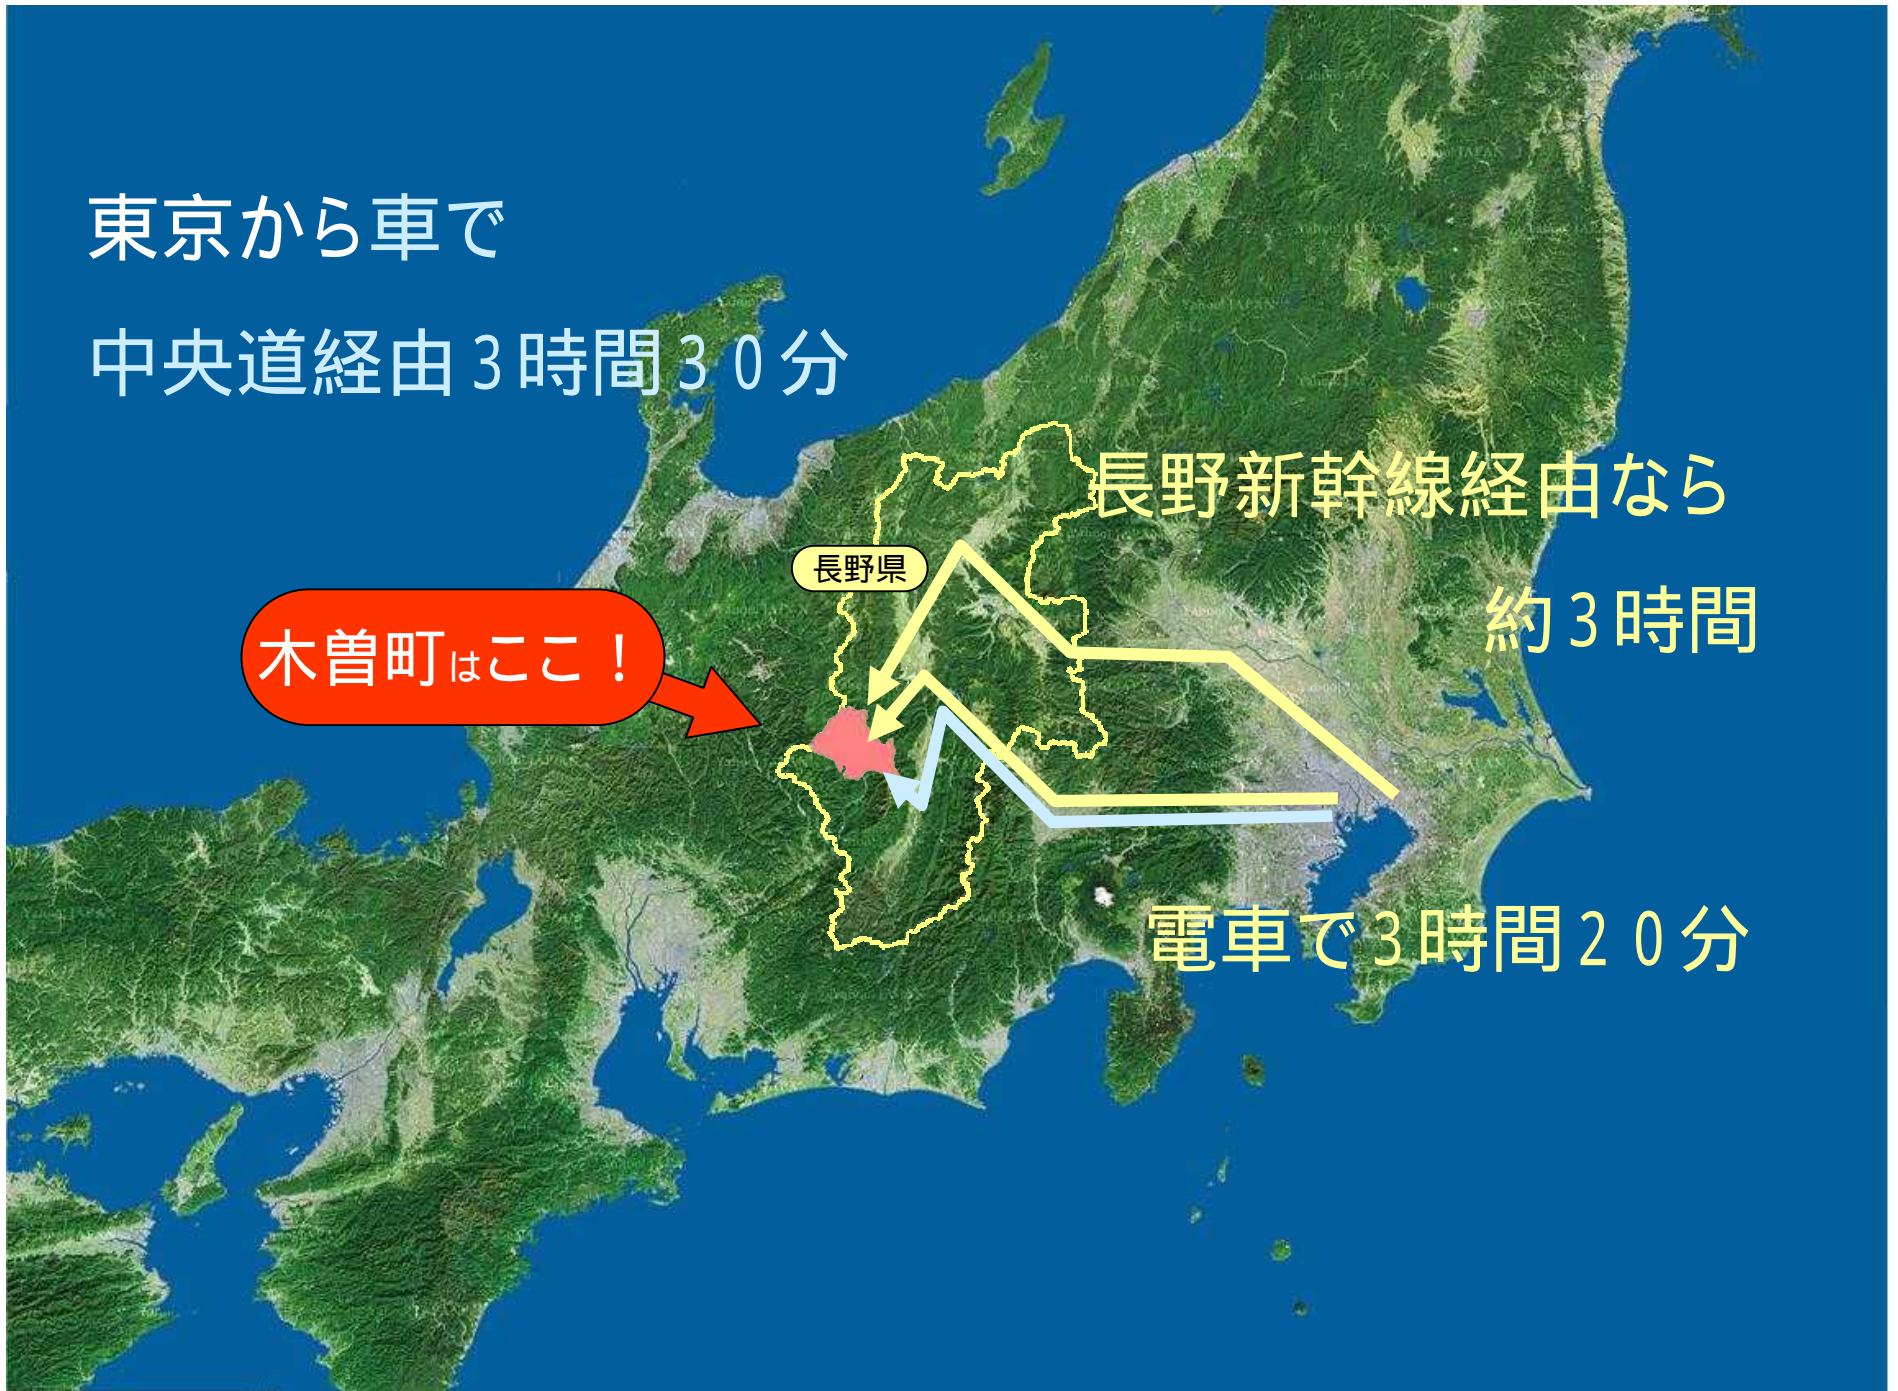 東京から車で
中央道経由３時間３０分
長野新幹線経由なら
約３時間
長野県
木曽町はここ！
電車で３時間２０分